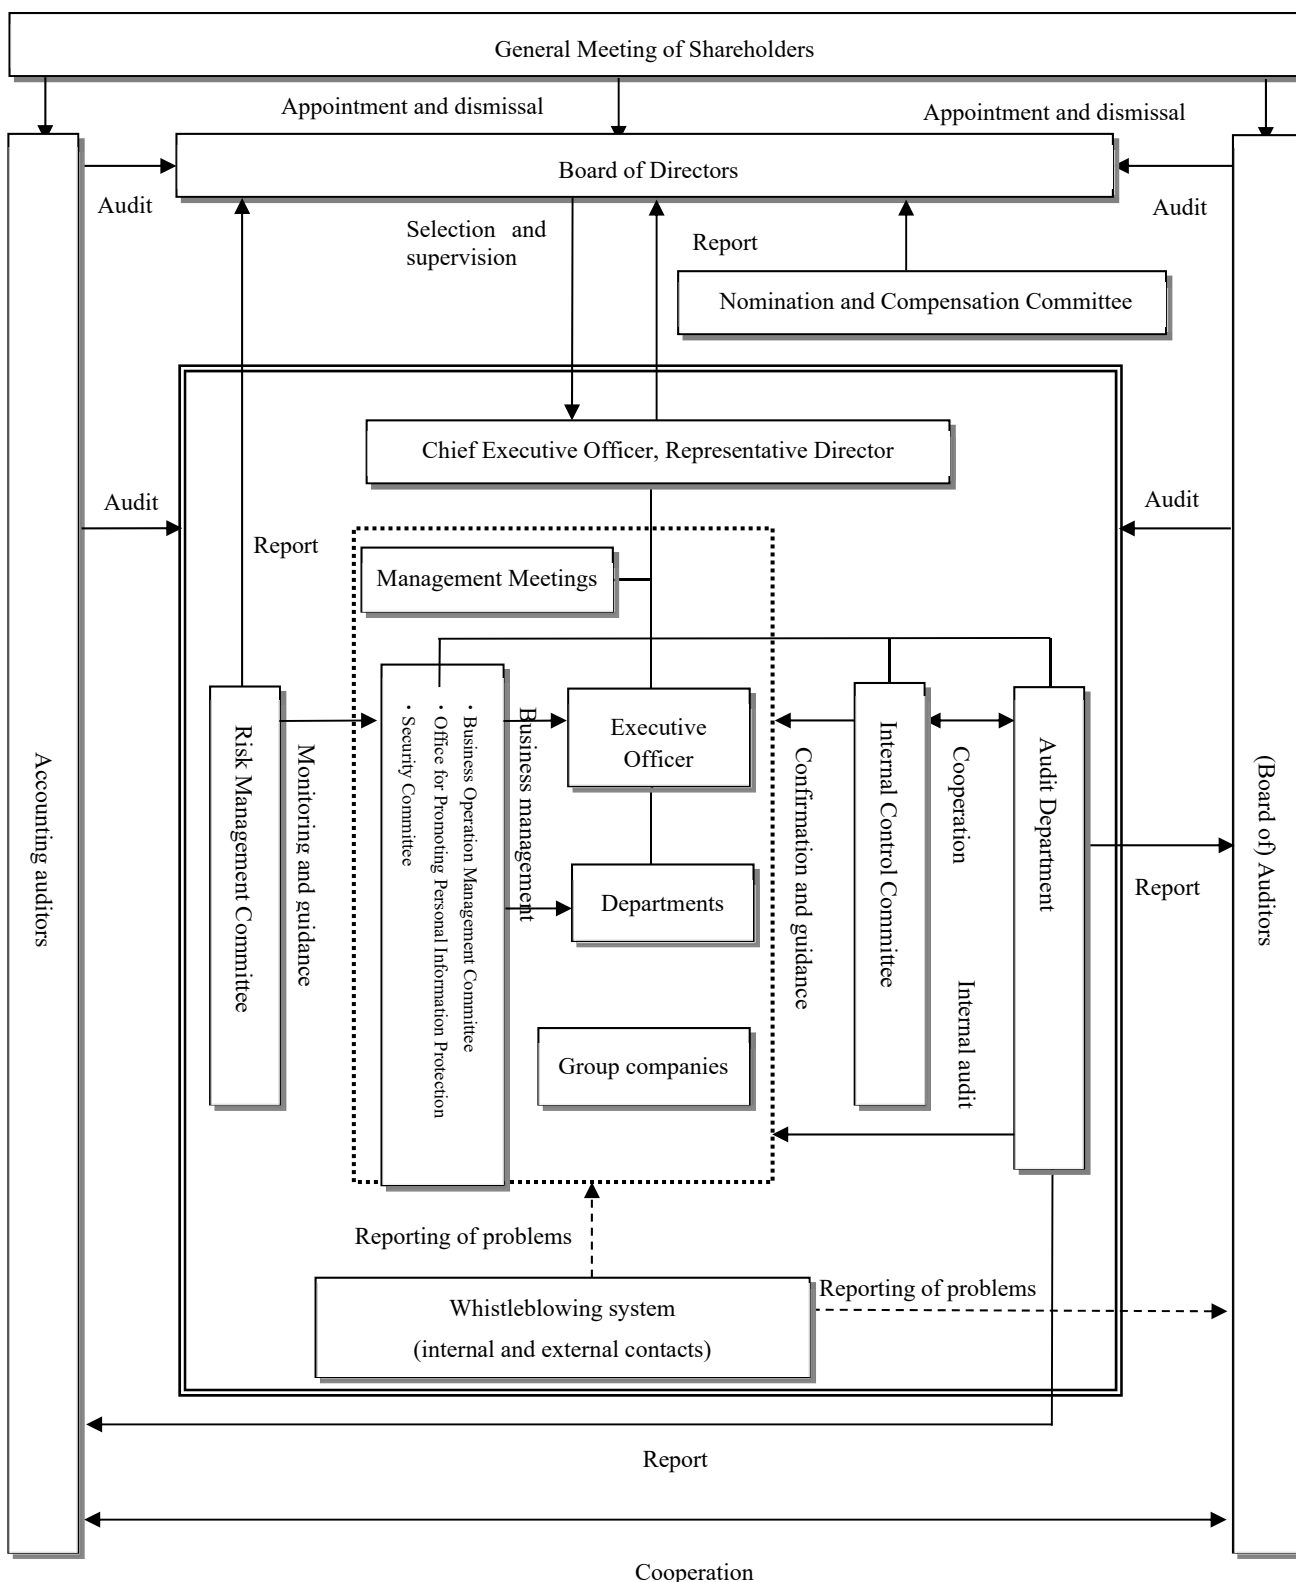 General Meeting of Shareholders
Appointment and dismissal
Appointment and dismissal
Board of Directors
Audit
Audit
Selection and
supervision
Report
Nomination and Compensation Committee
Chief Executive Officer, Representative Director
Audit
Audit
Report
Management Meetings
Accounting auditors
Risk Management Committee
Monitoring and guidance
・Business Operation Management Committee
・Office for Promoting Personal Information Protection
・Security Committee
Business management
Executive
Officer
Departments
Group companies
Confirmation and guidance
Internal Control Committee
Cooperation
Internal audit
Audit Department
Report
(Board of) Auditors
Reporting of problems
Whistleblowing system
(internal and external contacts)
Reporting of problems
Report
Cooperation